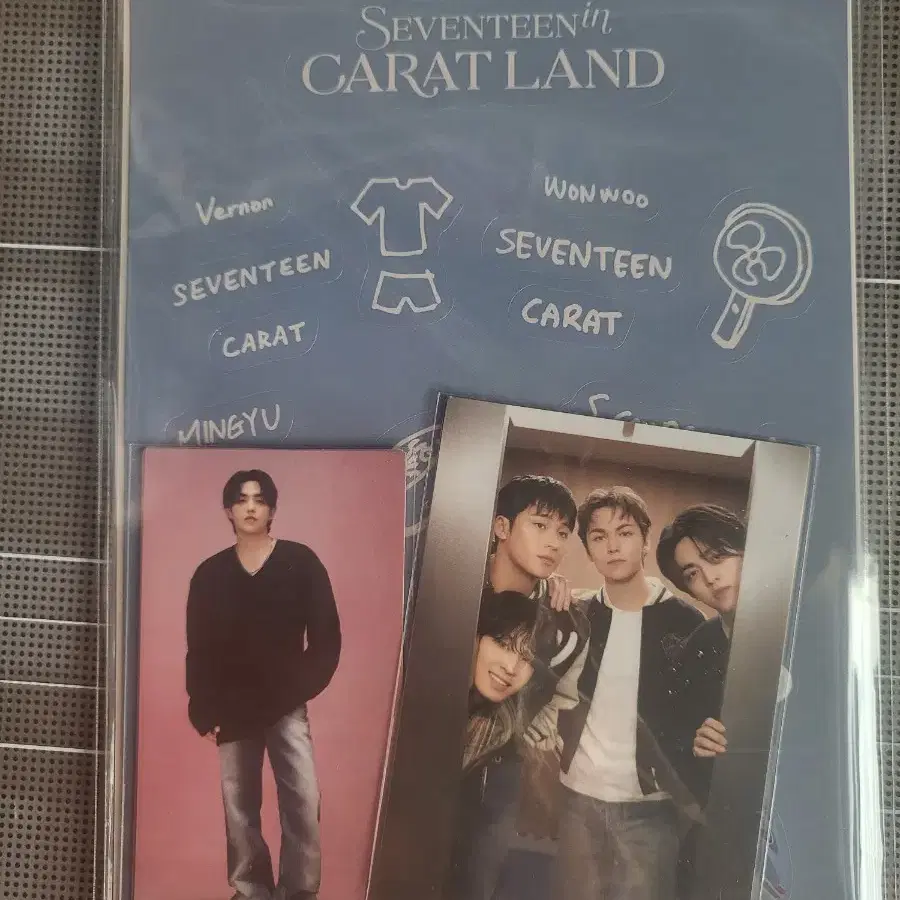 SEVENTEEN in
CARAT LAND
Vernon
SEVENTEEN
CARAT
WONWOO
SEVENTEEN
CARAT
MINGYU